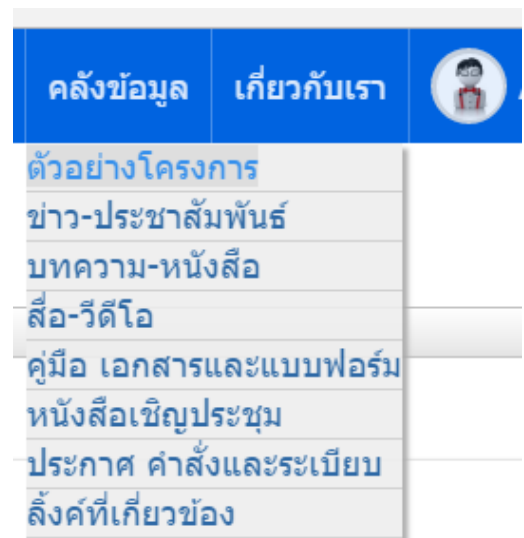 คลังข้อมูล เกี่ยวกับเรา
ตัวอย่างโครงการ
ข่าว-ประชาสัมพันธ์
บทความ-หนังสือ
สื่อ-วีดีโอ
คู่มือ เอกสารและแบบฟอร์ม
หนังสือเชิญประชุม
ประกาศ คำสั่งและระเบียบ
ลิ้งค์ที่เกี่ยวข้อง